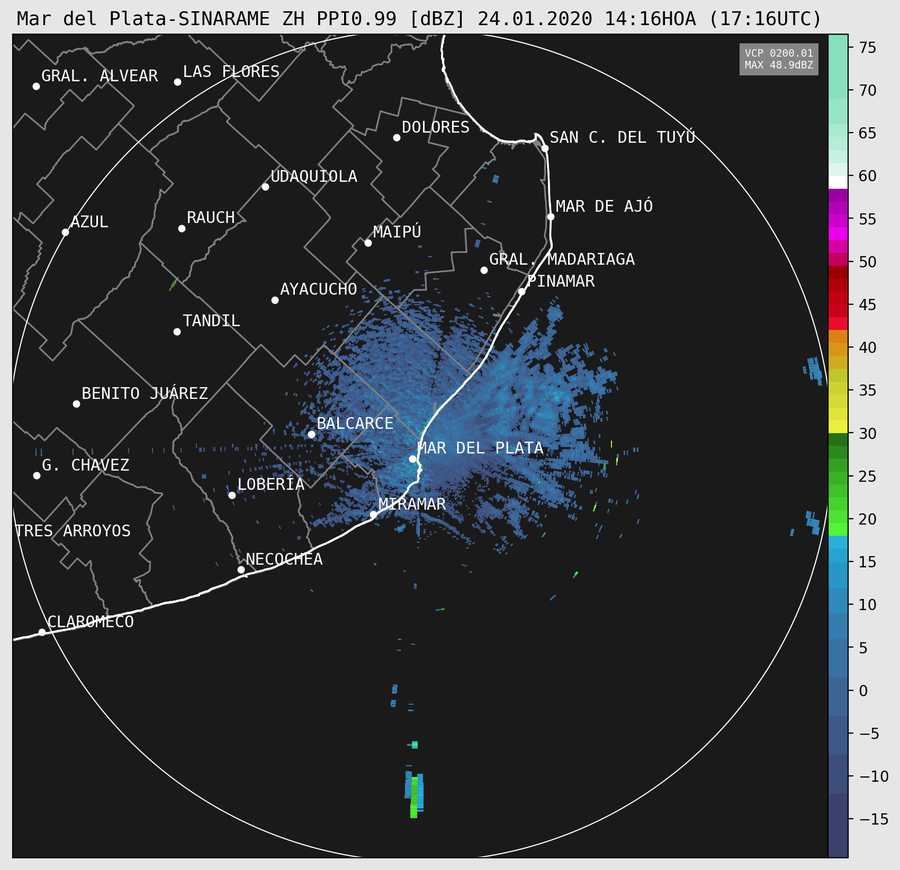 Mar del Plata-SINARAME ZH PPI0.99 [dBZ] 24.01.2020 14:16HOA (17:16UTC)
VCP 0200.01
MAX 48.9dBZ
GRAL. ALVEAR
LAS FLORES
DOLORES
SAN C. DEL TUYÚ
UDAQUIOLA
AZUL
RAUCH
MAIPÚ
MAR DE AJÓ
GRAL. MADARIAGA
PINAMAR
AYACUCHO
TANDIL
BENITO JUÁREZ
BALCARCE
MAR DEL PLATA
G. CHAVEZ
LOBERÍA
MIRAMAR
TRES ARROYOS
NECOCHEA
CLAROMECO
75
70
65
60
55
50
45
40
35
30
25
20
15
10
5
0
−5
−10
−15